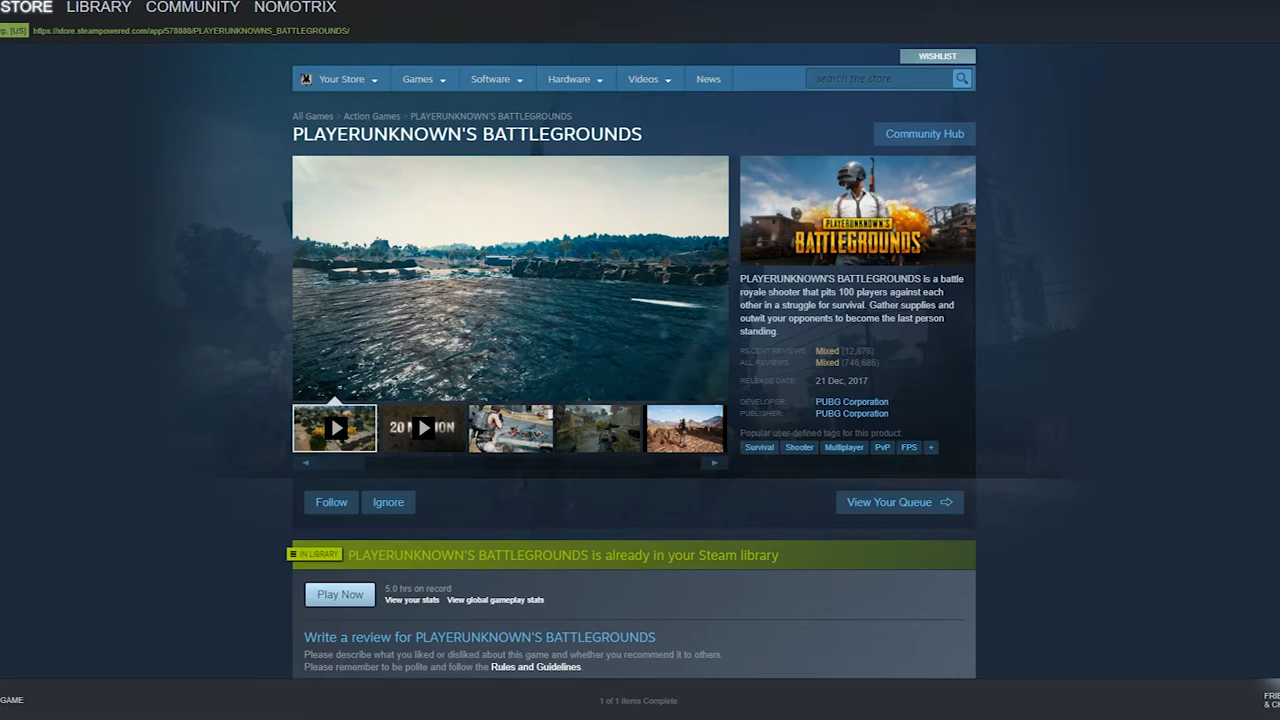 STORE LIBRARY COMMUNITY NOMOTRIX
rp. [US] https://store.steampowered.com/app/578080/PLAYERUNKNOWNS_BATTLEGROUNDS/
WISHLIST
Your Store Games Software Hardware Videos News search the store
All Games > Action Games > PLAYERUNKNOWN'S BATTLEGROUNDS
PLAYERUNKNOWN'S BATTLEGROUNDS
Community Hub
PLAYERUNKNOWN'S
BATTLEGROUNDS
PLAYERUNKNOWN'S BATTLEGROUNDS is a battle
royale shooter that pits 100 players against each
other in a struggle for survival. Gather supplies and
outwit your opponents to become the last person
standing.
RECENT REVIEWS: Mixed (12,876)
ALL REVIEWS: Mixed (746,685)
RELEASE DATE: 21 Dec, 2017
DEVELOPER: PUBG Corporation
PUBLISHER: PUBG Corporation
Popular user-defined tags for this product:
Survival Shooter Multiplayer PvP FPS +
Follow Ignore View Your Queue
IN LIBRARY PLAYERUNKNOWN'S BATTLEGROUNDS is already in your Steam library
Play Now
5.0 hrs on record
View your stats View global gameplay stats
Write a review for PLAYERUNKNOWN'S BATTLEGROUNDS
Please describe what you liked or disliked about this game and whether you recommend it to others.
Please remember to be polite and follow the Rules and Guidelines.
GAME
1 of 1 Items Complete
FRIE
& CH